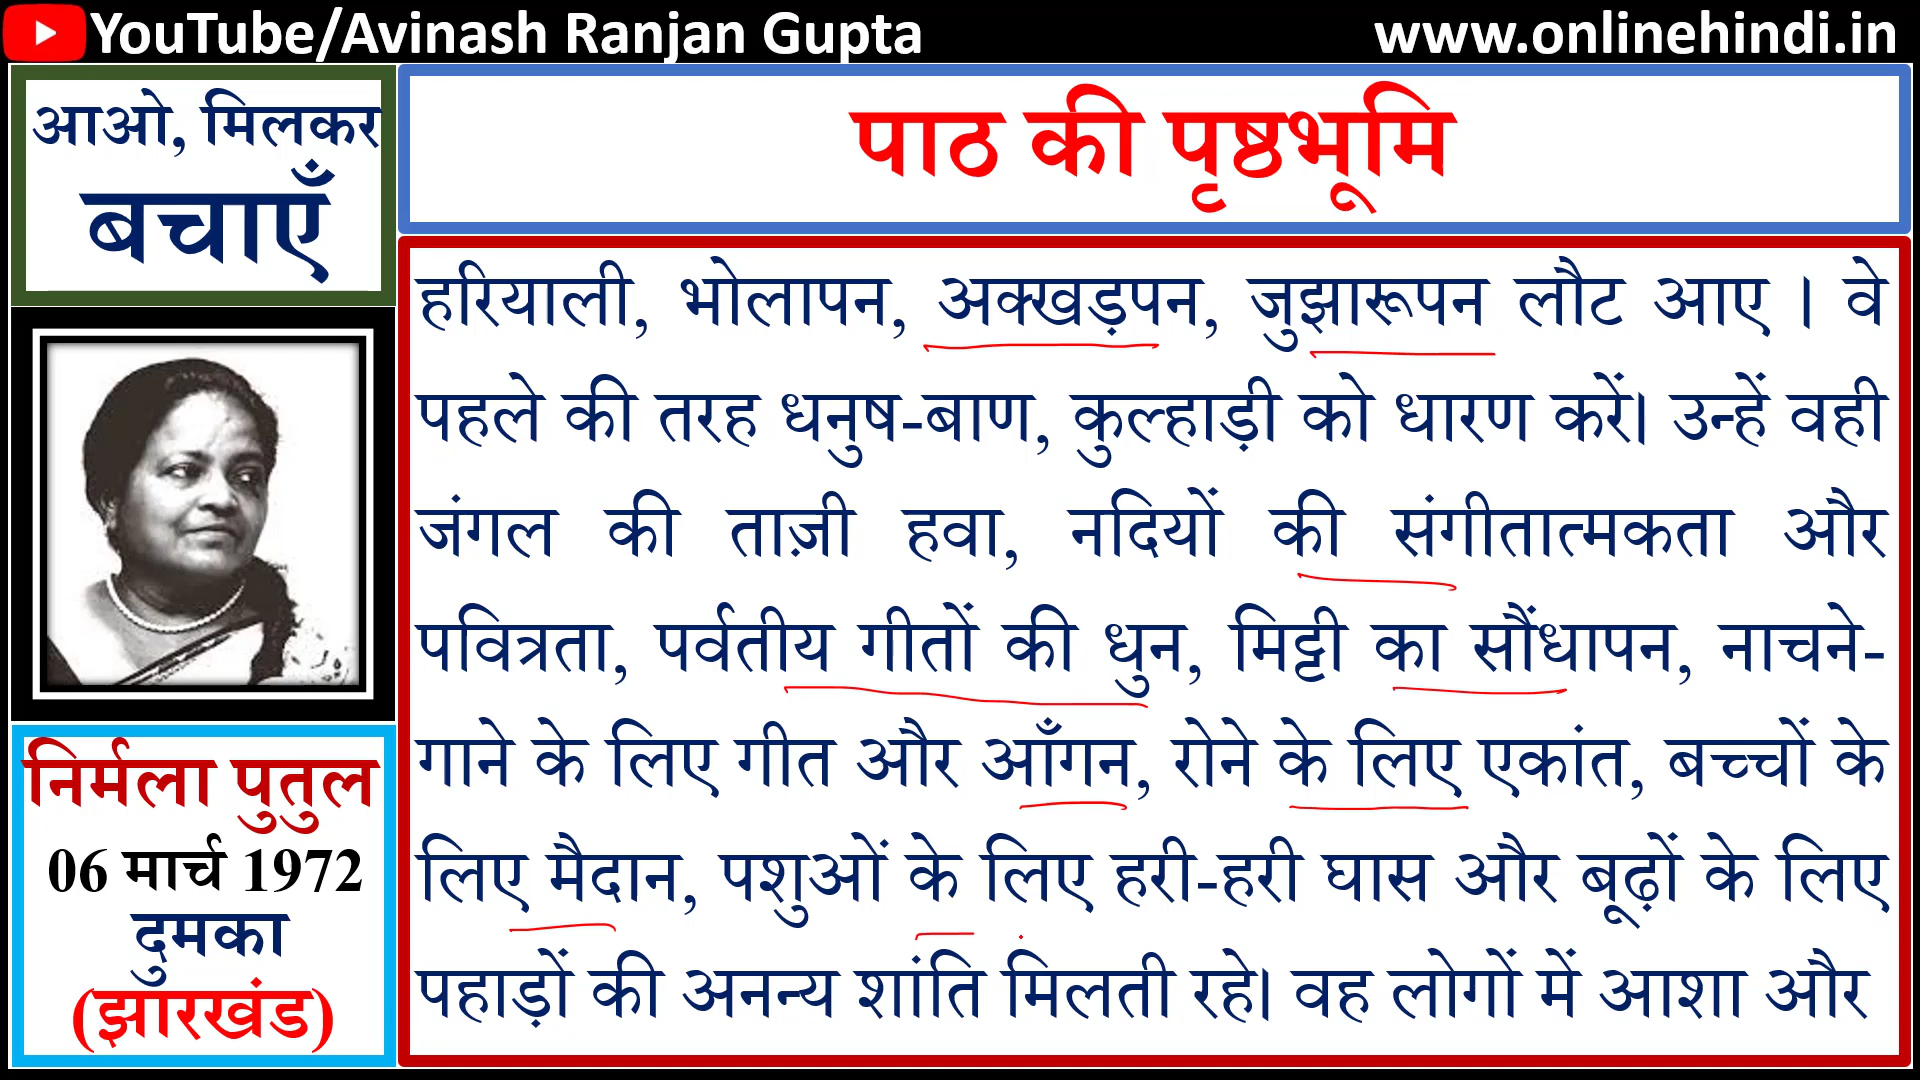 YouTube/Avinash Ranjan Gupta
www.onlinehindi.in
आओ, मिलकर
बचाएँ
निर्मला पुतुल
06 मार्च 1972
दुमका
(झारखंड)
पाठ की पृष्ठभूमि
हरियाली, भोलापन, अक्खड़पन, जुझारूपन लौट आए । वे
पहले की तरह धनुष-बाण, कुल्हाड़ी को धारण करें। उन्हें वही
जंगल की ताज़ी हवा, नदियों की संगीतात्मकता और
पवित्रता, पर्वतीय गीतों की धुन, मिट्टी का सौंधापन, नाचने-
गाने के लिए गीत और आँगन, रोने के लिए एकांत, बच्चों के
लिए मैदान, पशुओं के लिए हरी-हरी घास और बूढ़ों के लिए
पहाड़ों की अनन्य शांति मिलती रहे। वह लोगों में आशा और